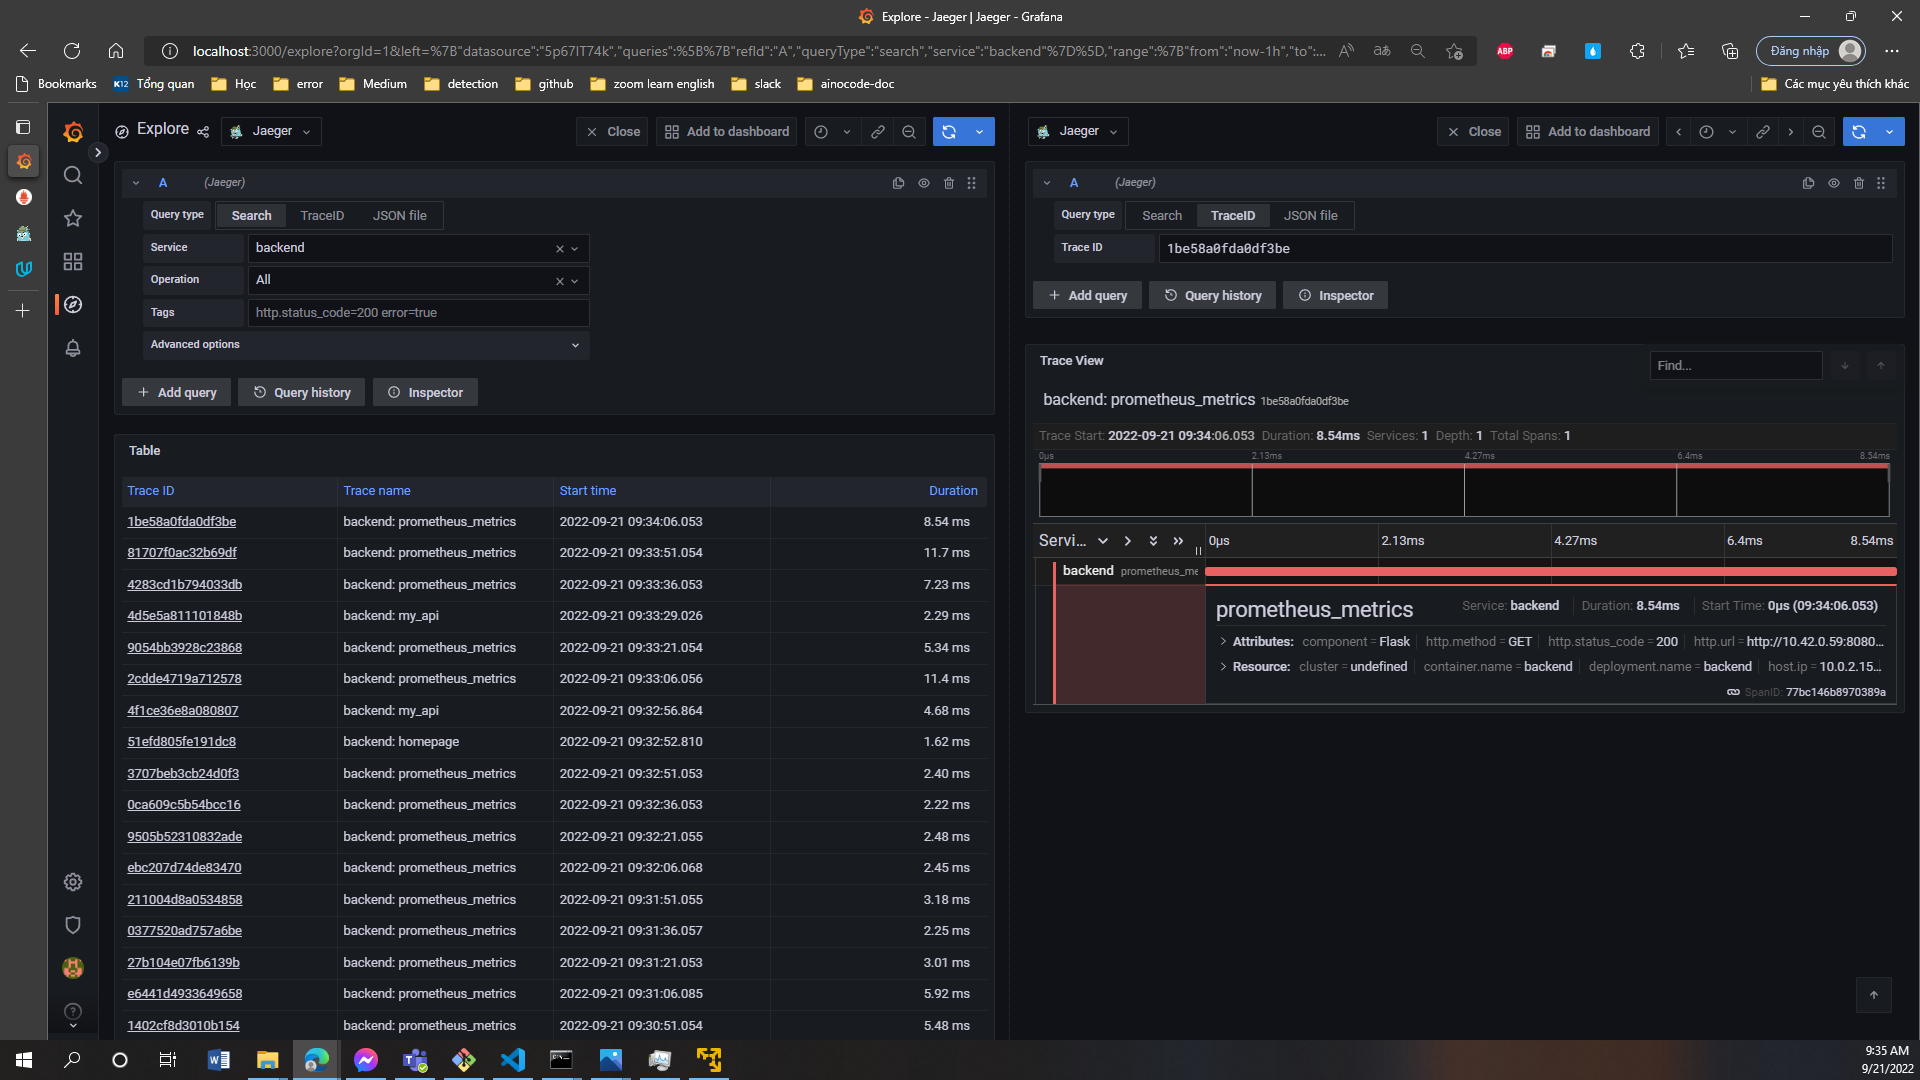 Explore - Jaeger | Jaeger - Grafana
localhost:3000/explore?orgId=1&left=%7B"datasource":"5p67IT74k","queries":%5B%7B"refId":"A","queryType":"search","service":"backend"%7D%5D,"range":%7B"from":"now-1h","to":...
ABP
Đăng nhập
Bookmarks
K12 Tổng quan
Học
error
Medium
detection
github
zoom learn english
slack
ainocode-doc
Các mục yêu thích khác
Explore
Jaeger
Close
Add to dashboard
A (Jaeger)
Query type Search TraceID JSON file
Service backend
Operation All
Tags http.status_code=200 error=true
Advanced options
+ Add query Query history Inspector
Table
Trace ID Trace name Start time Duration
1be58a0fda0df3be backend: prometheus_metrics 2022-09-21 09:34:06.053 8.54 ms
81707f0ac32b69df backend: prometheus_metrics 2022-09-21 09:33:51.054 11.7 ms
4283cd1b794033db backend: prometheus_metrics 2022-09-21 09:33:36.053 7.23 ms
4d5e5a811101848b backend: my_api 2022-09-21 09:33:29.026 2.29 ms
9054bb3928c23868 backend: prometheus_metrics 2022-09-21 09:33:21.054 5.34 ms
2cdde4719a712578 backend: prometheus_metrics 2022-09-21 09:33:06.056 11.4 ms
4f1ce36e8a080807 backend: my_api 2022-09-21 09:32:56.864 4.68 ms
51efd805fe191dc8 backend: homepage 2022-09-21 09:32:52.810 1.62 ms
3707beb3cb24d0f3 backend: prometheus_metrics 2022-09-21 09:32:51.053 2.40 ms
0ca609c5b54bcc16 backend: prometheus_metrics 2022-09-21 09:32:36.053 2.22 ms
9505b52310832ade backend: prometheus_metrics 2022-09-21 09:32:21.055 2.48 ms
ebc207d74de83470 backend: prometheus_metrics 2022-09-21 09:32:06.068 2.45 ms
211004d8a0534858 backend: prometheus_metrics 2022-09-21 09:31:51.055 3.18 ms
0377520ad757a6be backend: prometheus_metrics 2022-09-21 09:31:36.057 2.25 ms
27b104e07fb6139b backend: prometheus_metrics 2022-09-21 09:31:21.053 3.01 ms
e6441d4933649658 backend: prometheus_metrics 2022-09-21 09:31:06.085 5.92 ms
1402cf8d3010b154 backend: prometheus_metrics 2022-09-21 09:30:51.054 5.48 ms
Jaeger
Close
Add to dashboard
A (Jaeger)
Query type Search TraceID JSON file
Trace ID 1be58a0fda0df3be
+ Add query Query history Inspector
Trace View
Find...
backend: prometheus_metrics 1be58a0fda0df3be
Trace Start: 2022-09-21 09:34:06.053 Duration: 8.54ms Services: 1 Depth: 1 Total Spans: 1
0μs 2.13ms 4.27ms 6.4ms 8.54ms
Servi... 0μs 2.13ms 4.27ms 6.4ms 8.54ms
backend prometheus_me
prometheus_metrics Service: backend Duration: 8.54ms Start Time: 0μs (09:34:06.053)
Attributes: component = Flask http.method = GET http.status_code = 200 http.url = http://10.42.0.59:8080...
Resource: cluster = undefined container.name = backend deployment.name = backend host.ip = 10.0.2.15...
SpanID: 77bc146b8970389a
9:35 AM
9/21/2022